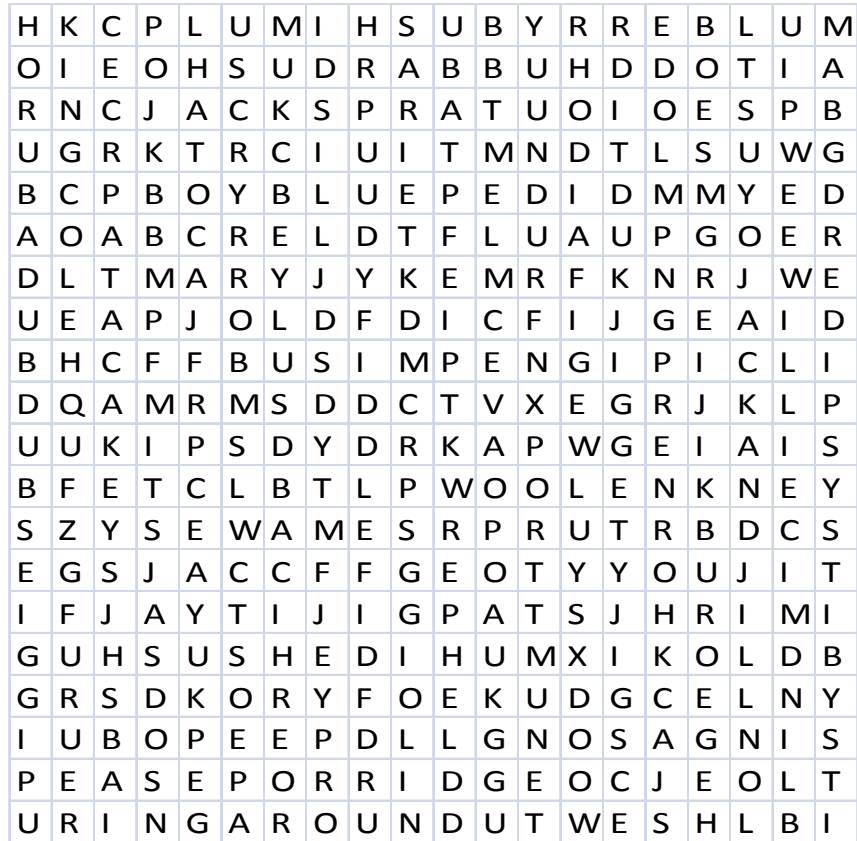 H K C P L U M I H S U B Y R R E B L U M
O I E O H S U D R A B B U H D D O T I A
R N C J A C K S P R A T U O I O E S P B
U G R K T R C I U I T M N D T L S U W G
B C P B O Y B L U E P E D I D M M Y E D
A O A B C R E L D T F L U A U P G O E R
D L T M A R Y J Y K E M R F K N R J W E
U E A P J O L D F D I C F I J G E A I D
B H C F F B U S I M P E N G I P I C L I
D Q A M R M S D D C T V X E G R J K L P
U U K I P S D Y D R K A P W G E I A I S
B F E T C L B T L P W O O L E N K N E Y
S Z Y S E W A M E S R P R U T R B D C S
E G S J A C C F F G E O T Y Y O U J I T
I F J A Y T I J I G P A T S J H R I M I
G U H S U S H E D I H U M X I K O L D B
G R S D K O R Y F O E K U D G C E L N Y
I U B O P E E P D L L G N O S A G N I S
P E A S E P O R R I D G E O C J E O L T
U R I N G A R O U N D U T W E S H L B I